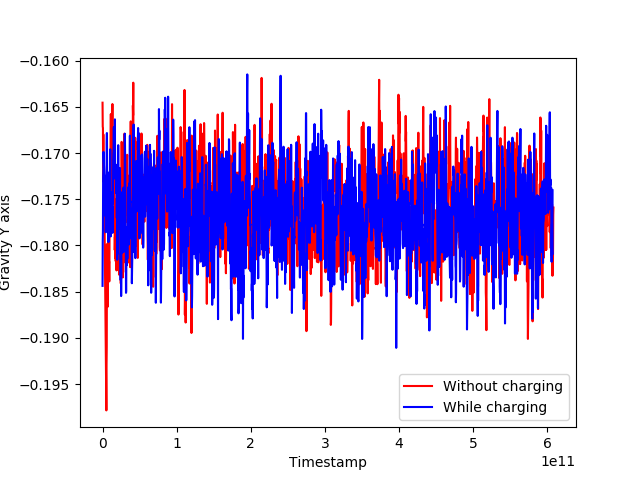 −0.160
−0.165
−0.170
−0.175
−0.180
−0.185
−0.190
−0.195
Gravity Y axis
Without charging
While charging
0 1 2 3 4 5 6
1e11
Timestamp